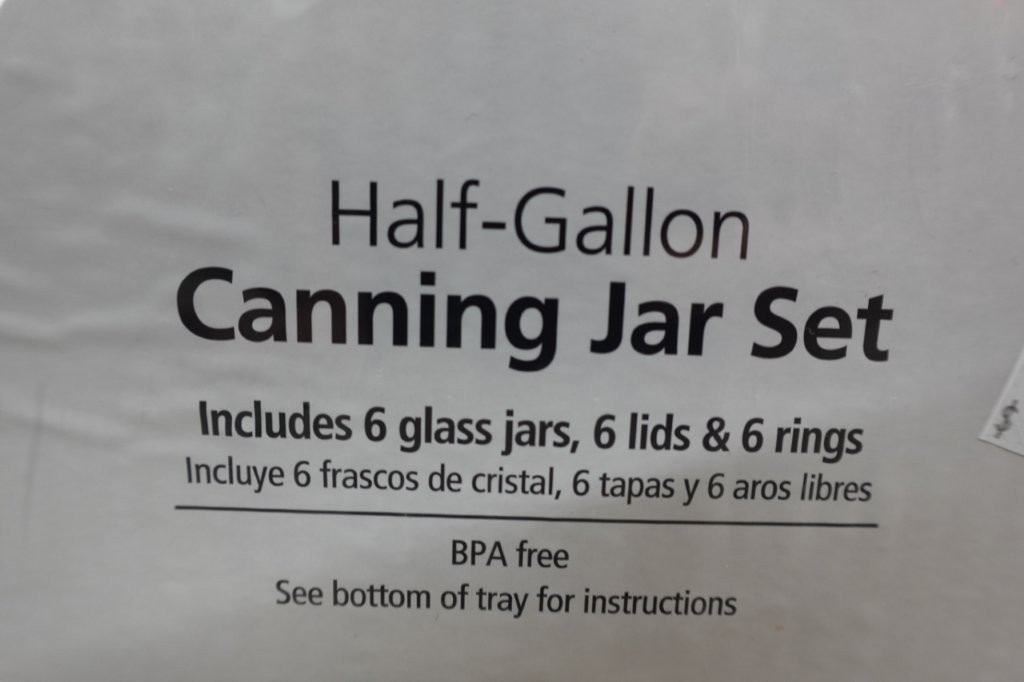 Half-Gallon
Canning Jar Set
Includes 6 glass jars, 6 lids & 6 rings
Incluye 6 frascos de cristal, 6 tapas y 6 aros libres
BPA free
See bottom of tray for instructions